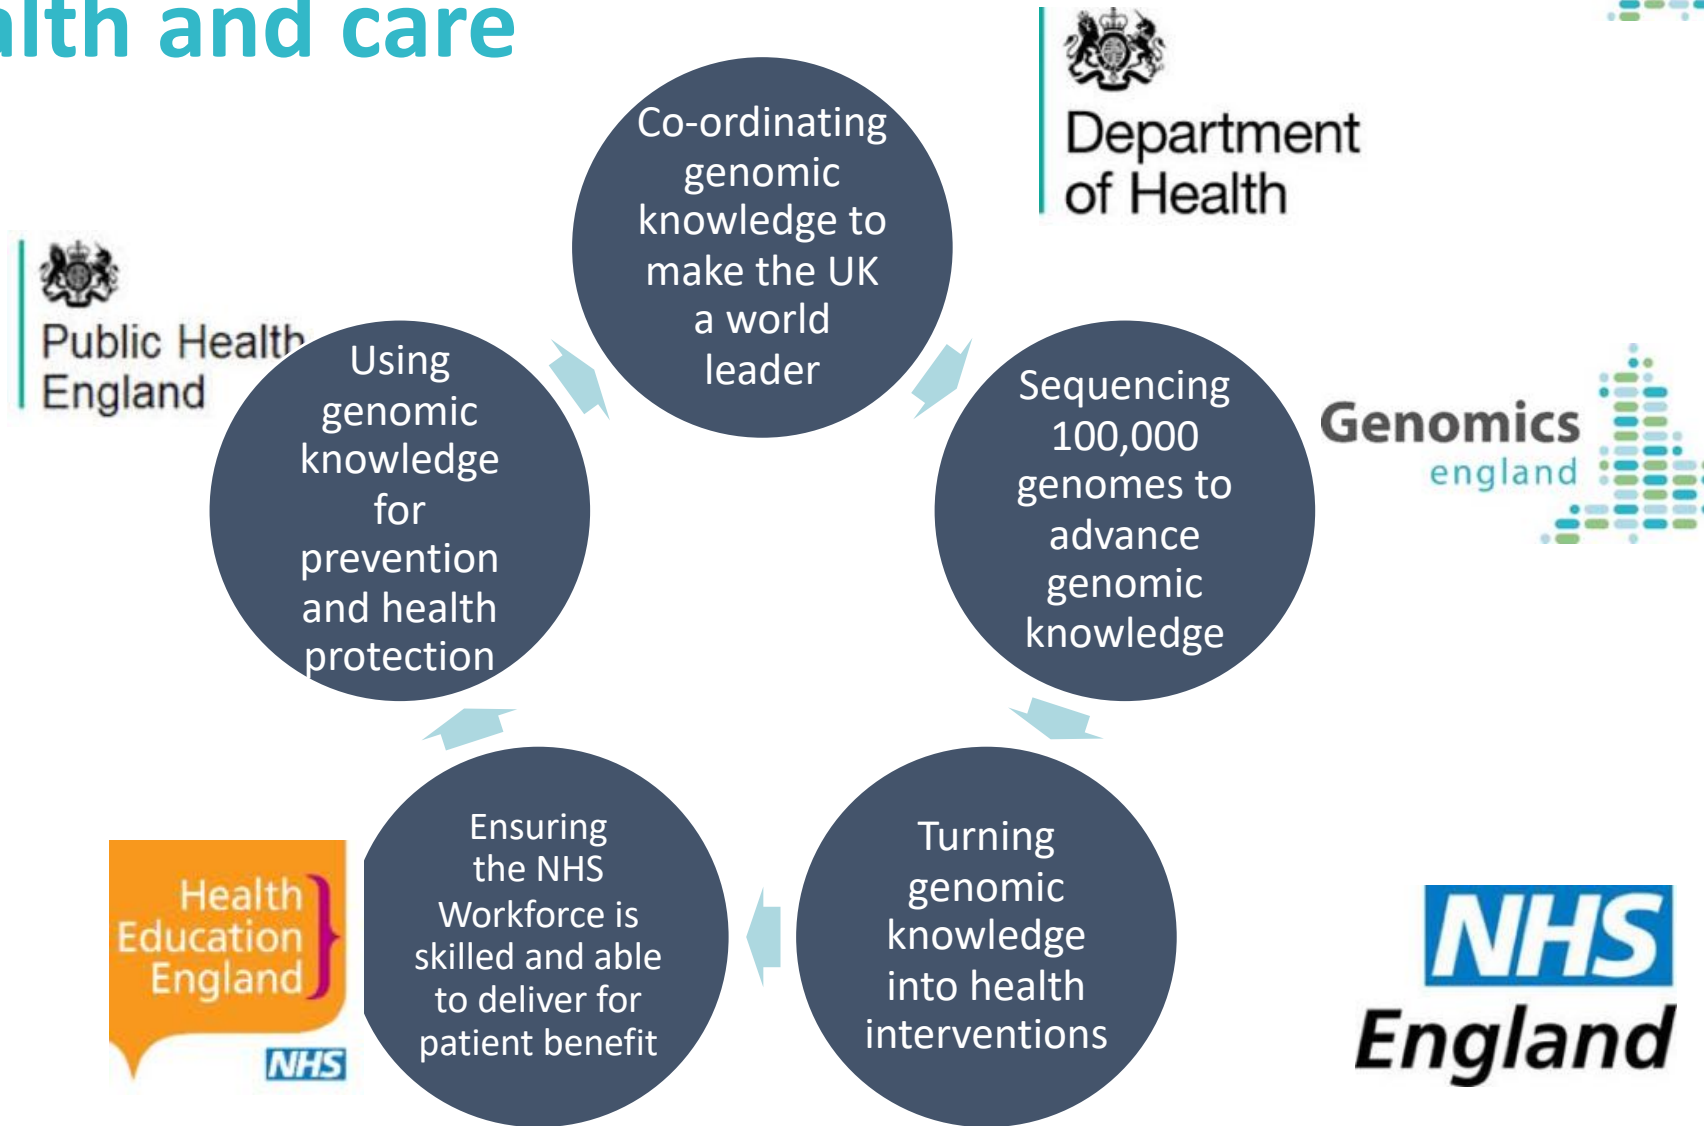 alth and care
Co-ordinating
genomic
knowledge to
make the UK
a world
leader
Department
of Health
Public Health
England
Using
genomic
knowledge
for
prevention
and health
protection
Sequencing
100,000
genomes to
advance
genomic
knowledge
Genomics
england
Ensuring
the NHS
Workforce is
skilled and able
to deliver for
patient benefit
Turning
genomic
knowledge
into health
interventions
Health
Education
England
NHS
NHS
England